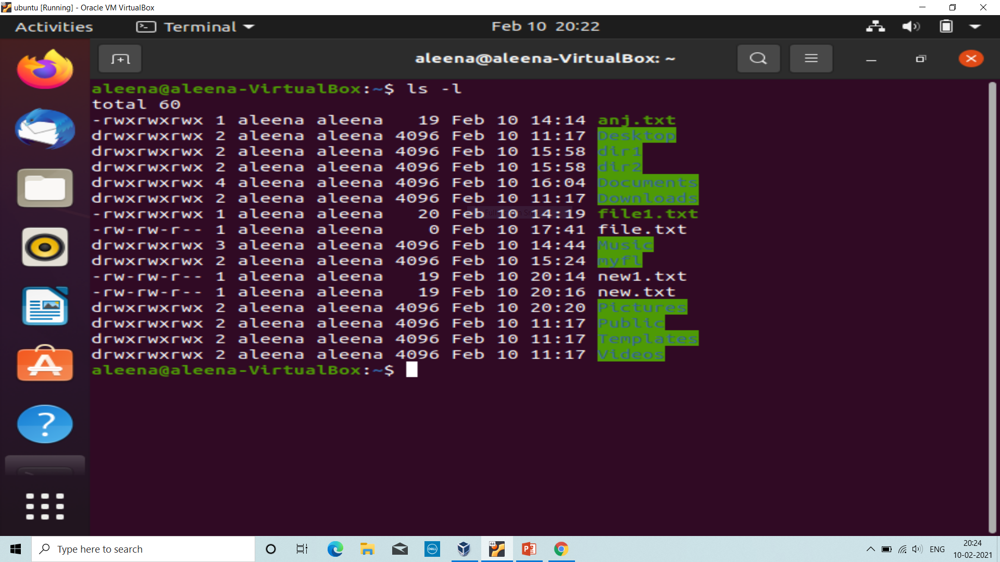 ubuntu [Running] - Oracle VM VirtualBox
Activities Terminal Feb 10 20:22
aleena@aleena-VirtualBox: ~
aleena@aleena-VirtualBox:~$ ls -l
total 60
-rwxrwxrwx 1 aleena aleena 19 Feb 10 14:14 anj.txt
drwxrwxrwx 2 aleena aleena 4096 Feb 10 11:17 Desktop
drwxrwxrwx 2 aleena aleena 4096 Feb 10 15:58 dir1
drwxrwxrwx 2 aleena aleena 4096 Feb 10 15:58 dir2
drwxrwxrwx 4 aleena aleena 4096 Feb 10 16:04 Documents
drwxrwxrwx 2 aleena aleena 4096 Feb 10 11:17 Downloads
-rwxrwxrwx 1 aleena aleena 20 Feb 10 14:19 file1.txt
-rw-rw-r-- 1 aleena aleena 0 Feb 10 17:41 file.txt
drwxrwxrwx 3 aleena aleena 4096 Feb 10 14:44 Music
drwxrwxrwx 2 aleena aleena 4096 Feb 10 15:24 myfl
-rw-rw-r-- 1 aleena aleena 19 Feb 10 20:14 new1.txt
-rw-rw-r-- 1 aleena aleena 19 Feb 10 20:16 new.txt
drwxrwxrwx 2 aleena aleena 4096 Feb 10 20:20 Pictures
drwxrwxrwx 2 aleena aleena 4096 Feb 10 11:17 Public
drwxrwxrwx 2 aleena aleena 4096 Feb 10 11:17 Templates
drwxrwxrwx 2 aleena aleena 4096 Feb 10 11:17 Videos
aleena@aleena-VirtualBox:~$
Type here to search
DELL
64
ENG
20:24
10-02-2021